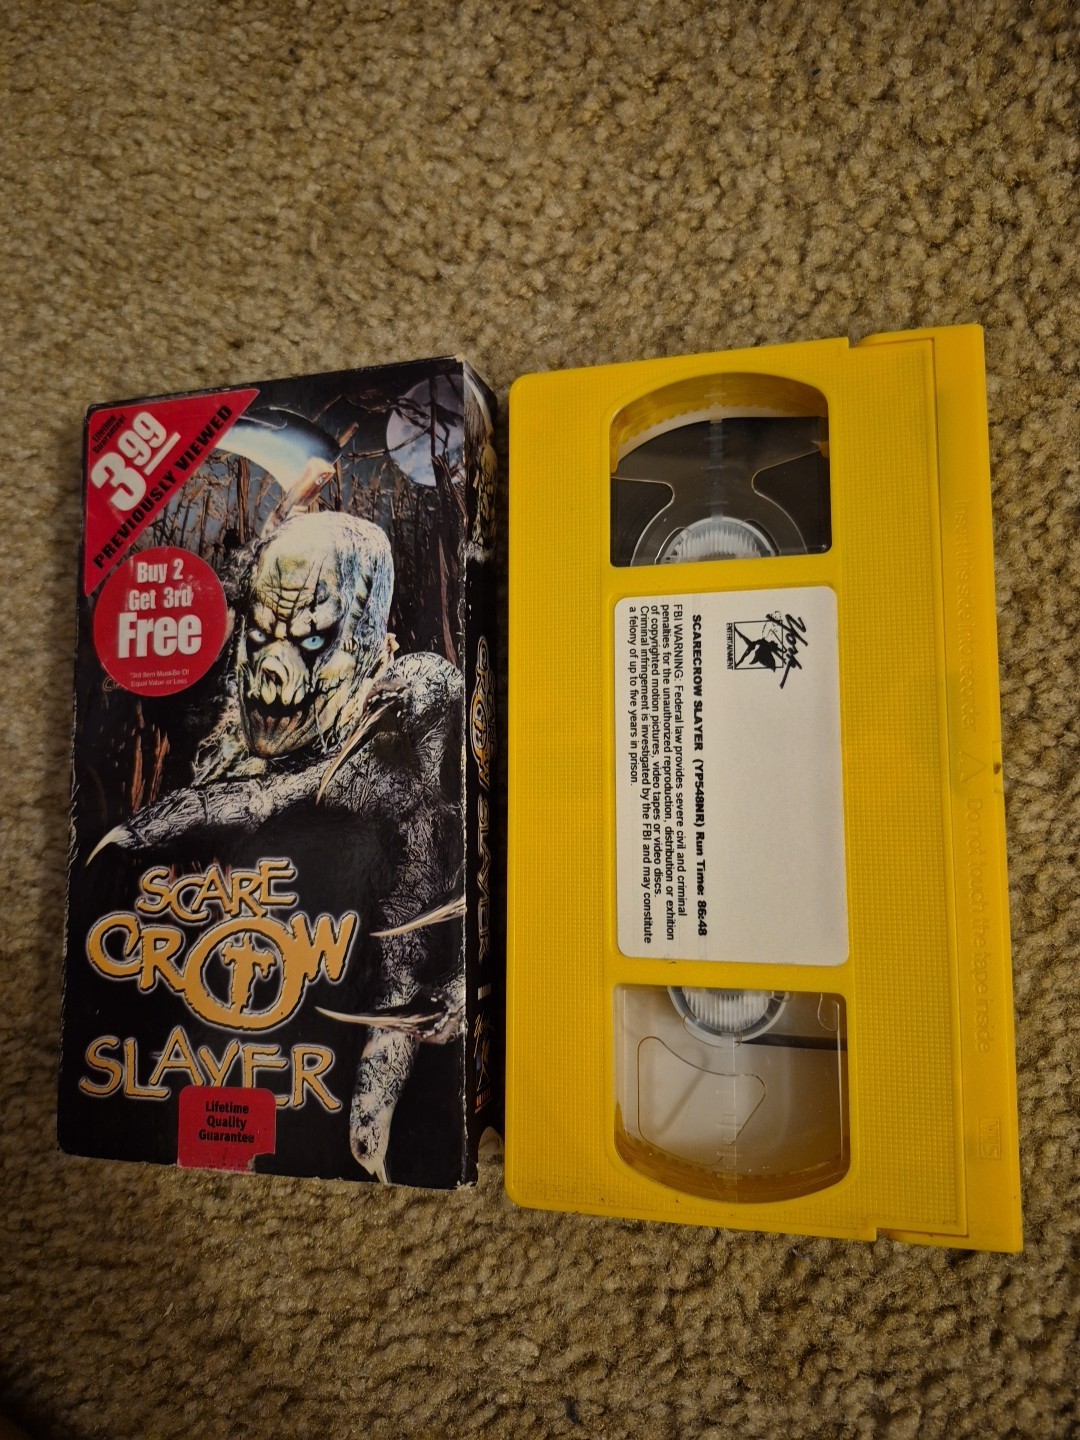 Lifetime
Guarantee!
3.99
PREVIOUSLY VIEWED
Buy 2
Get 3rd
Free
*3rd Item Must Be Of
Equal Value or Less
SCARE
CROW
SLAYER
Lifetime
Quality
Guarantee
York
ENTERTAINMENT
SCARECROW SLAYER (YP548NR) Run Time: 86:48
FBI WARNING: Federal law provides severe civil and criminal
penalties for the unauthorized reproduction, distribution or exhibition
of copyrighted motion pictures, video tapes or video discs.
Criminal infringement is investigated by the FBI and may constitute
a felony of up to five years in prison.
Insert this side into recorder
Do not touch the tape inside
VHS